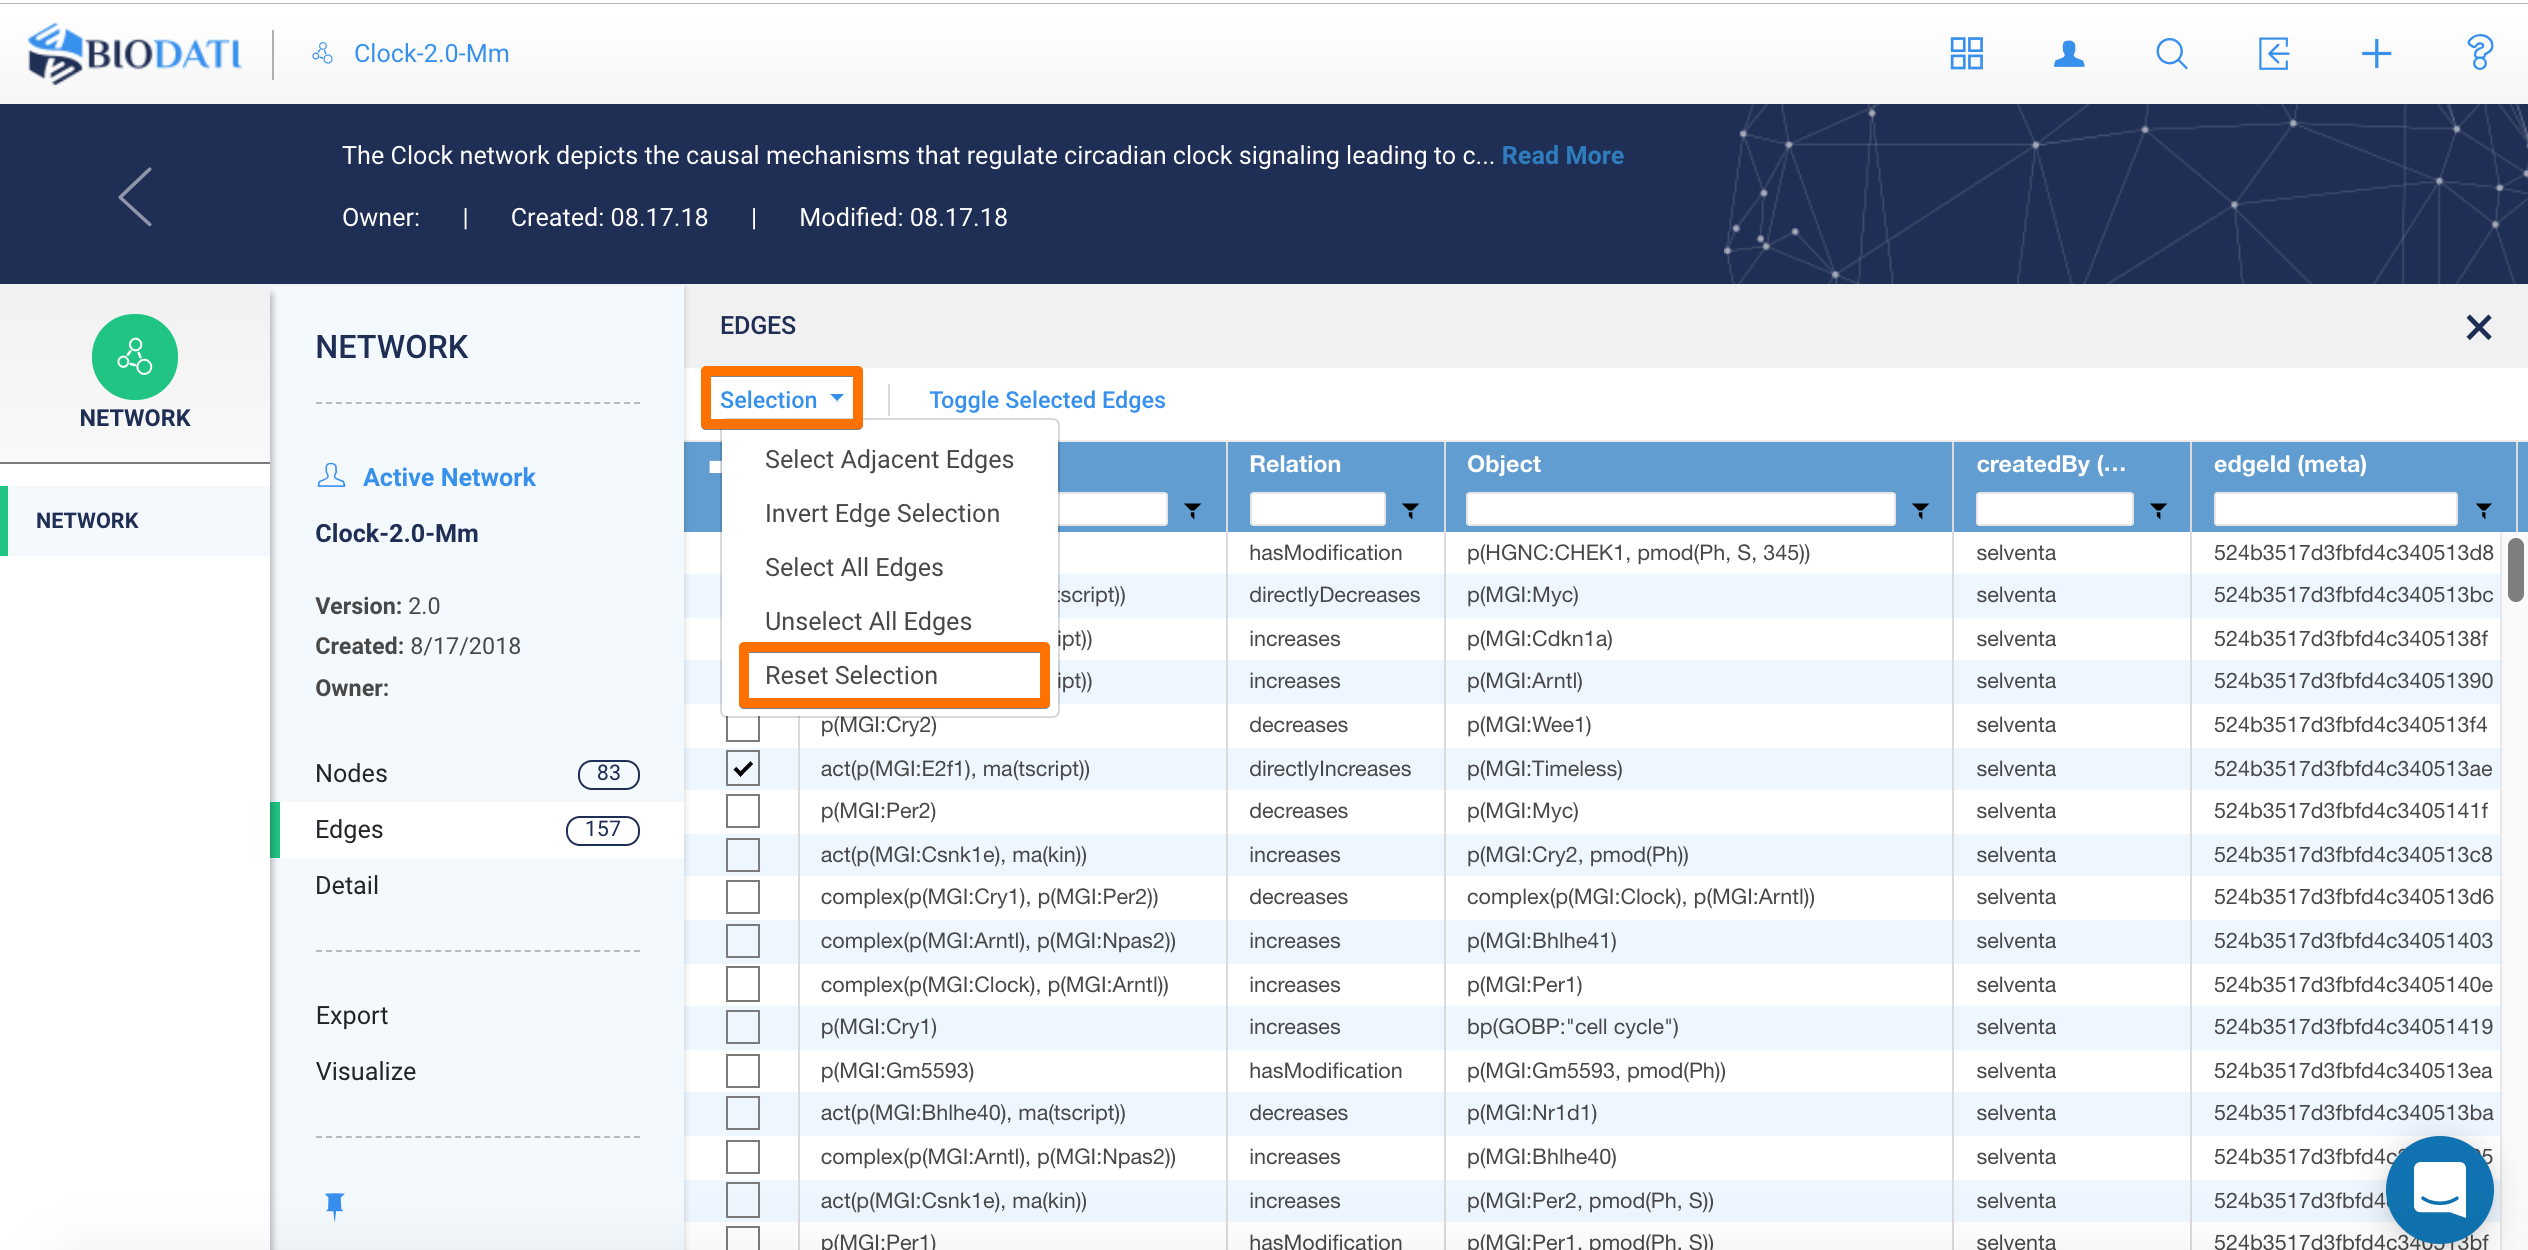 BIODATI
Clock-2.0-Mm
The Clock network depicts the causal mechanisms that regulate circadian clock signaling leading to c... Read More
Owner: | Created: 08.17.18 | Modified: 08.17.18
NETWORK
NETWORK
NETWORK
Active Network
Clock-2.0-Mm
Version: 2.0
Created: 8/17/2018
Owner:
Nodes 83
Edges 157
Detail
Export
Visualize
EDGES
Selection Toggle Selected Edges
Select Adjacent Edges
Invert Edge Selection
Select All Edges
Unselect All Edges
Reset Selection
Relation Object createdBy (... edgeId (meta)
hasModification p(HGNC:CHEK1, pmod(Ph, S, 345)) selventa 524b3517d3fbfd4c340513d8
script)) directlyDecreases p(MGI:Myc) selventa 524b3517d3fbfd4c340513bc
ipt)) increases p(MGI:Cdkn1a) selventa 524b3517d3fbfd4c3405138f
ipt)) increases p(MGI:Arntl) selventa 524b3517d3fbfd4c34051390
p(MGI:Cry2) decreases p(MGI:Wee1) selventa 524b3517d3fbfd4c340513f4
act(p(MGI:E2f1), ma(tscript)) directlyIncreases p(MGI:Timeless) selventa 524b3517d3fbfd4c340513ae
p(MGI:Per2) decreases p(MGI:Myc) selventa 524b3517d3fbfd4c3405141f
act(p(MGI:Csnk1e), ma(kin)) increases p(MGI:Cry2, pmod(Ph)) selventa 524b3517d3fbfd4c340513c8
complex(p(MGI:Cry1), p(MGI:Per2)) decreases complex(p(MGI:Clock), p(MGI:Arntl)) selventa 524b3517d3fbfd4c340513d6
complex(p(MGI:Arntl), p(MGI:Npas2)) increases p(MGI:Bhlhe41) selventa 524b3517d3fbfd4c34051403
complex(p(MGI:Clock), p(MGI:Arntl)) increases p(MGI:Per1) selventa 524b3517d3fbfd4c3405140e
p(MGI:Cry1) increases bp(GOBP:"cell cycle") selventa 524b3517d3fbfd4c34051419
p(MGI:Gm5593) hasModification p(MGI:Gm5593, pmod(Ph)) selventa 524b3517d3fbfd4c340513ea
act(p(MGI:Bhlhe40), ma(tscript)) decreases p(MGI:Nr1d1) selventa 524b3517d3fbfd4c340513ba
complex(p(MGI:Arntl), p(MGI:Npas2)) increases p(MGI:Bhlhe40) selventa
act(p(MGI:Csnk1e), ma(kin)) increases p(MGI:Per2, pmod(Ph, S)) selventa
p(MGI:Per1) hasModification p(MGI:Per1, pmod(Ph, S)) selventa